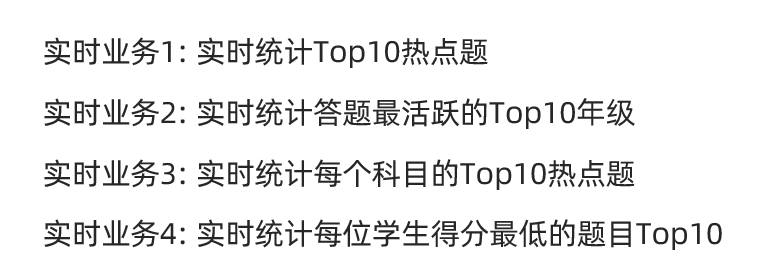 实时业务1: 实时统计Top10热点题
实时业务2: 实时统计答题最活跃的Top10年级
实时业务3: 实时统计每个科目的Top10热点题
实时业务4: 实时统计每位学生得分最低的题目Top10